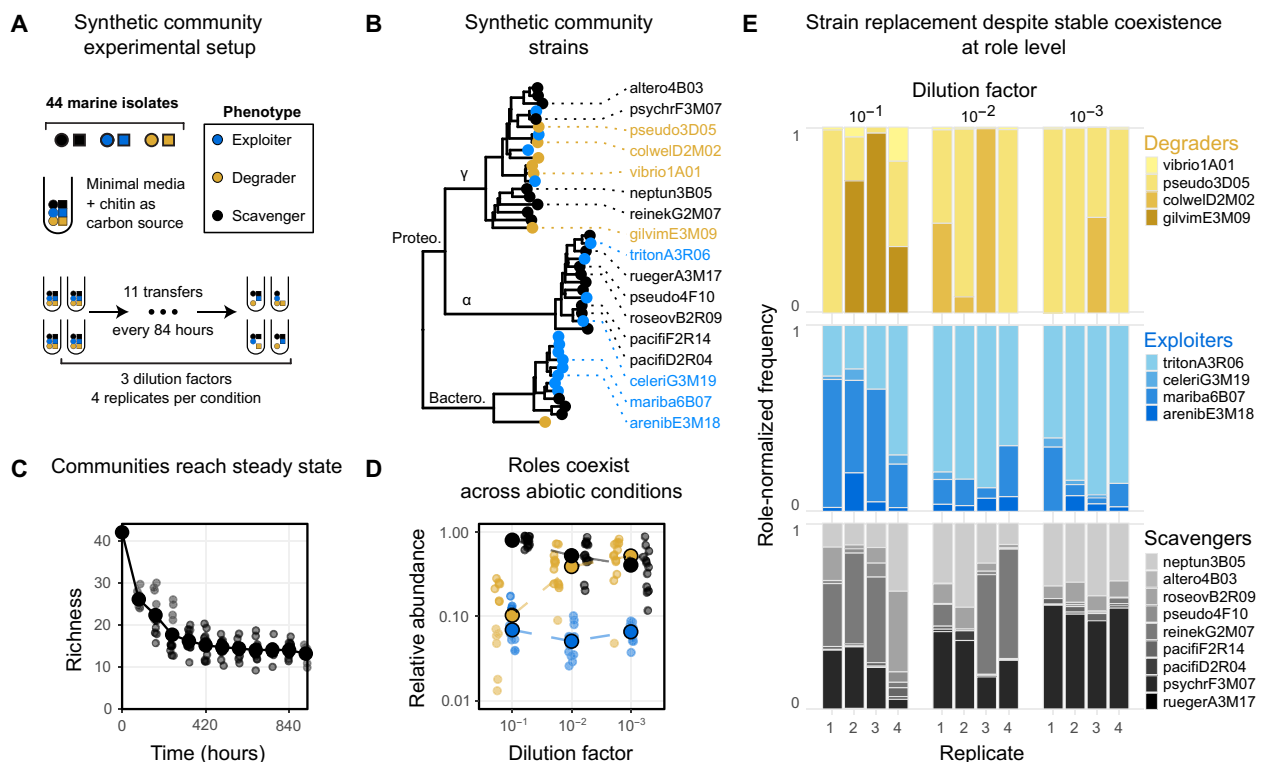 A
Synthetic community
experimental setup
44 marine isolates
Phenotype
Exploiter
Degrader
Scavenger
Minimal media
+ chitin as
carbon source
11 transfers
every 84 hours
3 dilution factors
4 replicates per condition
B
Synthetic community
strains
altero4B03
psychrF3M07
pseudo3D05
colwelD2M02
vibrio1A01
neptun3B05
reinekG2M07
gilvimE3M09
tritonA3R06
ruegerA3M17
pseudo4F10
roseovB2R09
pacifiF2R14
pacifiD2R04
celeriG3M19
mariba6B07
arenibE3M18
γ
Proteo.
α
Bactero.
C
Communities reach steady state
Richness
40
30
20
10
0
0
420
840
Time (hours)
D
Roles coexist
across abiotic conditions
Relative abundance
1.00
0.10
0.01
10⁻¹
10⁻²
10⁻³
Dilution factor
E
Strain replacement despite stable coexistence
at role level
Dilution factor
10⁻¹
10⁻²
10⁻³
Role-normalized frequency
1
0
Degraders
vibrio1A01
pseudo3D05
colwelD2M02
gilvimE3M09
1
0
Exploiters
tritonA3R06
celeriG3M19
mariba6B07
arenibE3M18
1
0
Scavengers
neptun3B05
altero4B03
roseovB2R09
pseudo4F10
reinekG2M07
pacifiF2R14
pacifiD2R04
psychrF3M07
ruegerA3M17
1 2 3 4
1 2 3 4
1 2 3 4
Replicate